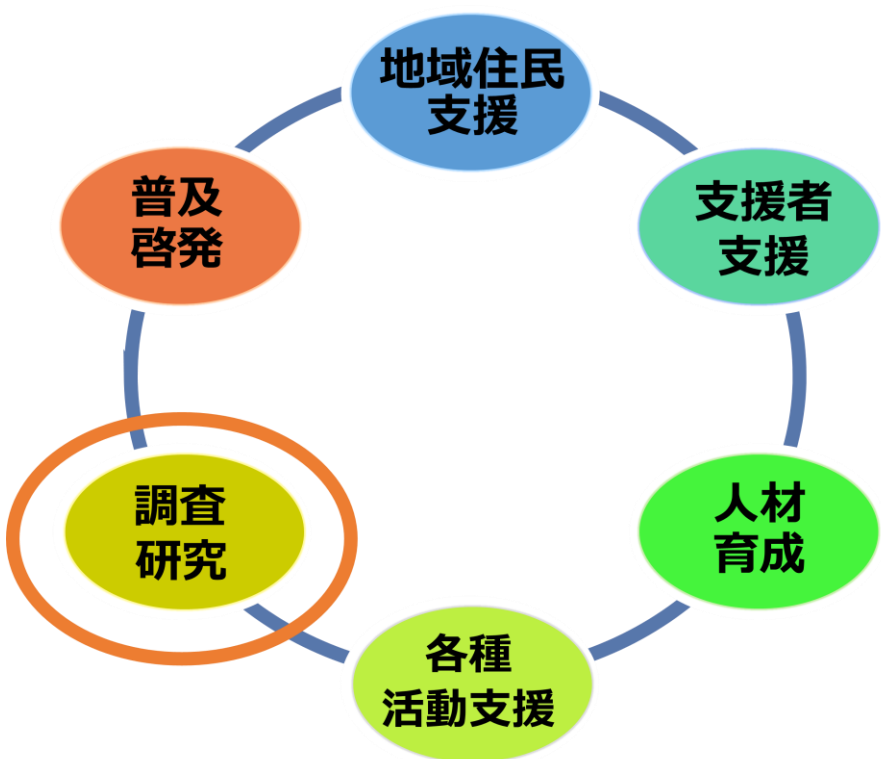 地域住民
支援
支援者
支援
人材
育成
各種
活動支援
調査
研究
普及
啓発